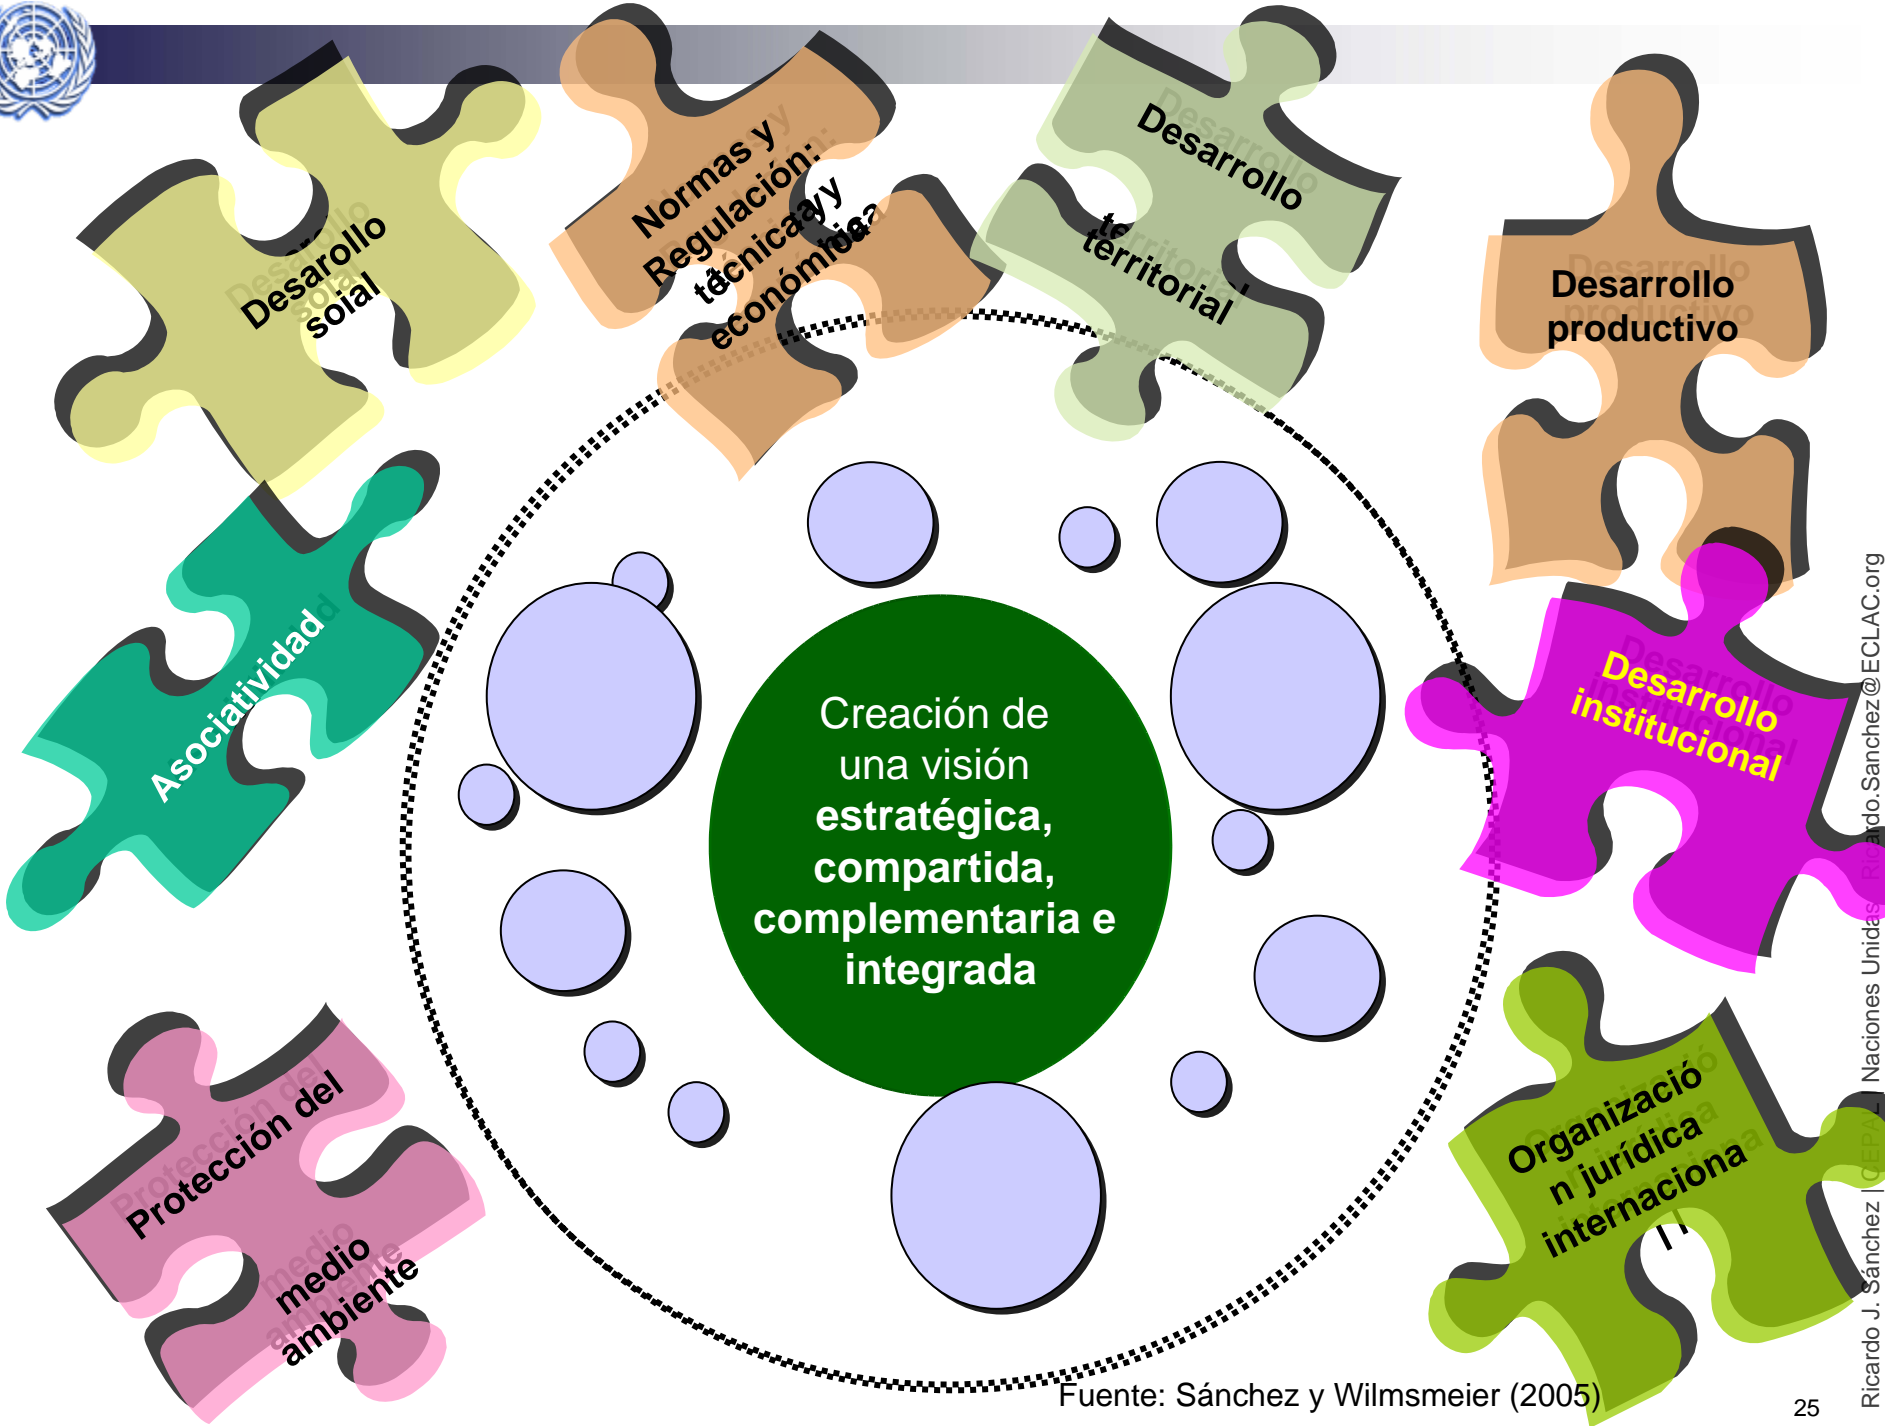 Desarollo
soial
Normas y
Regulación:
técnica y
económica
Desarrollo
territorial
Desarrollo
productivo
Asociatividad
Desarrollo
institucional
Creación de
una visión
estratégica,
compartida,
complementaria e
integrada
Protección del
medio
ambiente
Organizació
n jurídica
internaciona
l
Fuente: Sánchez y Wilmsmeier (2005)
25
Ricardo J. Sánchez | CEPAL | Naciones Unidas Ricardo.Sanchez@ECLAC.org